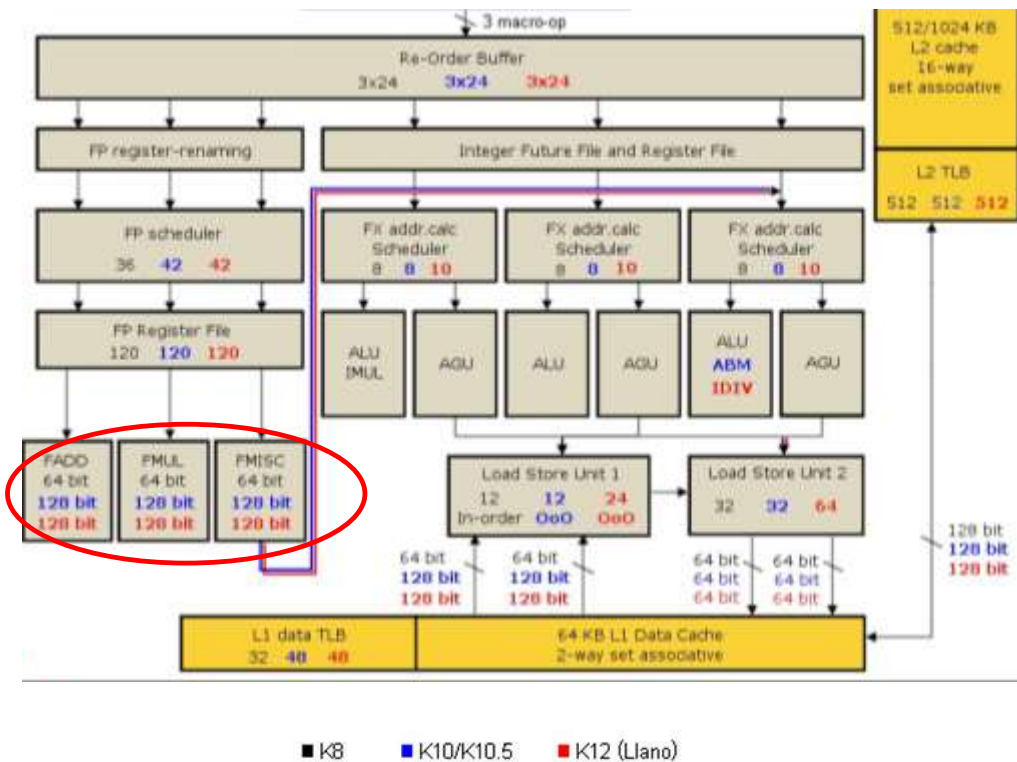 3 macro-op
Re-Order Buffer
3x24 3x24 3x24
512/1024 KB
L2 cache
16-way
set associative
FP register-renaming
Integer Future File and Register File
L2 TLB
512 512 512
FP scheduler
36 42 42
FX addr.calc
Scheduler
8 8 10
FX addr.calc
Scheduler
8 8 10
FX addr.calc
Scheduler
8 8 10
FP Register File
120 120 120
ALU
IMUL
AGU
ALU
AGU
ALU
ABM
IDIV
AGU
FADD
64 bit
128 bit
128 bit
FMUL
64 bit
128 bit
128 bit
FMISC
64 bit
128 bit
128 bit
Load Store Unit 1
12 12 24
In-order OoO OoO
Load Store Unit 2
32 32 64
64 bit
128 bit
128 bit
64 bit
128 bit
128 bit
64 bit
64 bit
64 bit
64 bit
64 bit
64 bit
128 bit
128 bit
128 bit
L1 data TLB
32 48 48
64 KB L1 Data Cache
2-way set associative
K8 K10/K10.5 K12 (Llano)